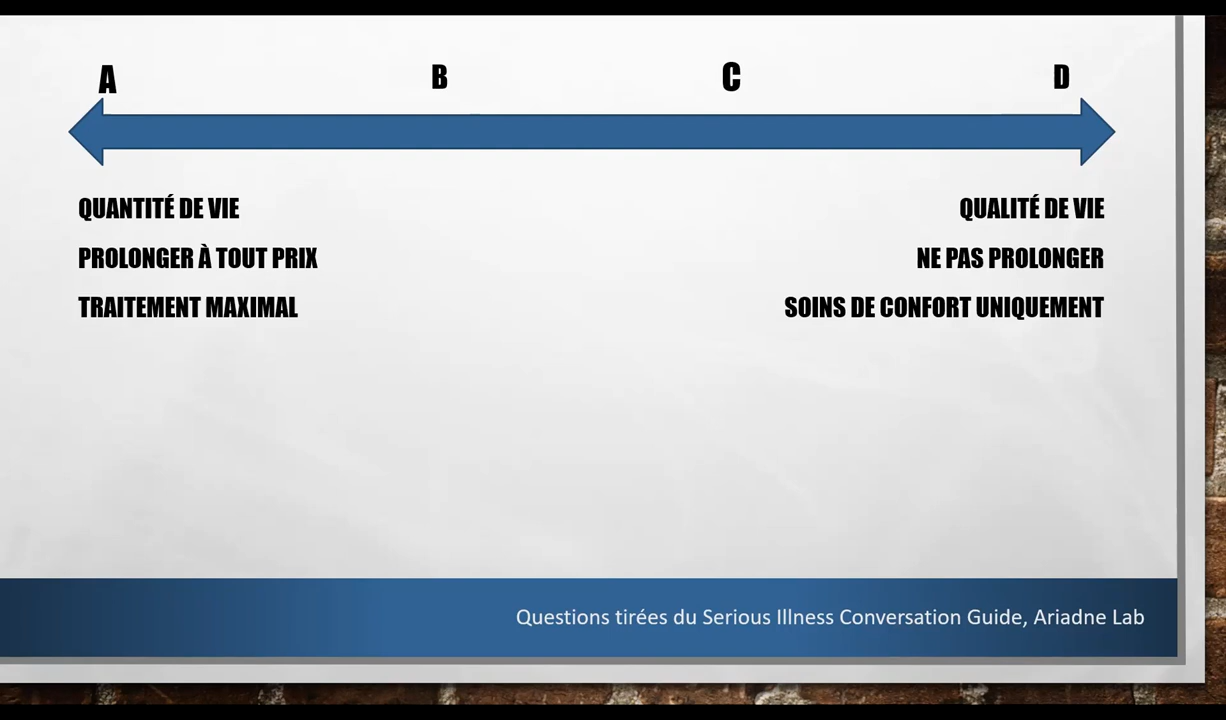 A B C D
QUANTITÉ DE VIE QUALITÉ DE VIE
PROLONGER À TOUT PRIX NE PAS PROLONGER
TRAITEMENT MAXIMAL SOINS DE CONFORT UNIQUEMENT
Questions tirées du Serious Illness Conversation Guide, Ariadne Lab